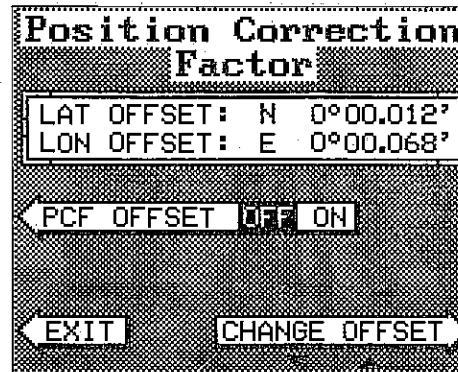 Position Correction
Factor
LAT OFFSET: N 0°00.012'
LON OFFSET: E 0°00.068'
PCF OFFSET OFF ON
EXIT CHANGE OFFSET